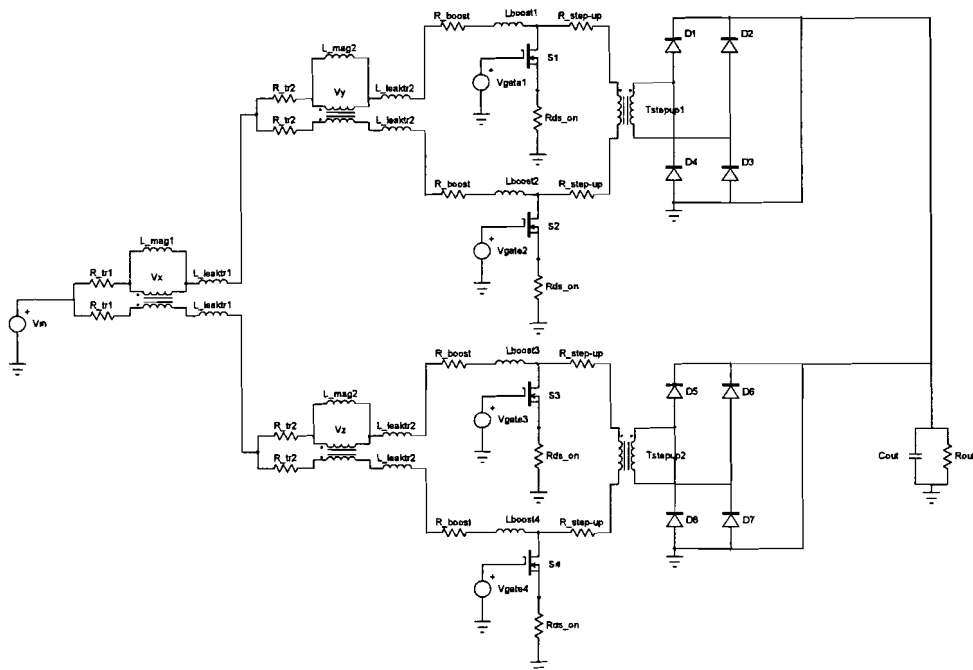 R_boost Lboost1 R_step-up
D1 D2
L_mag2
S1
Vy
Vgate1
R_tr2 L_leaktr2
Tstepup1
R_tr2 L_leaktr2
Rds_on
R_boost Lboost2 R_step-up
D4 D3
S2
Vgate2
L_mag1
R_tr1 Vx L_leaktr1
Rds_on
R_tr1 L_leaktr1
Vin
R_boost Lboost3 R_step-up
D5 D6
L_mag2
S3
Vgate3
R_tr2 Vz L_leaktr2
Tstepup2
R_tr2 L_leaktr2
Rds_on
Cout Rout
R_boost Lboost4 R_step-up
D8 D7
S4
Vgate4
Rds_on